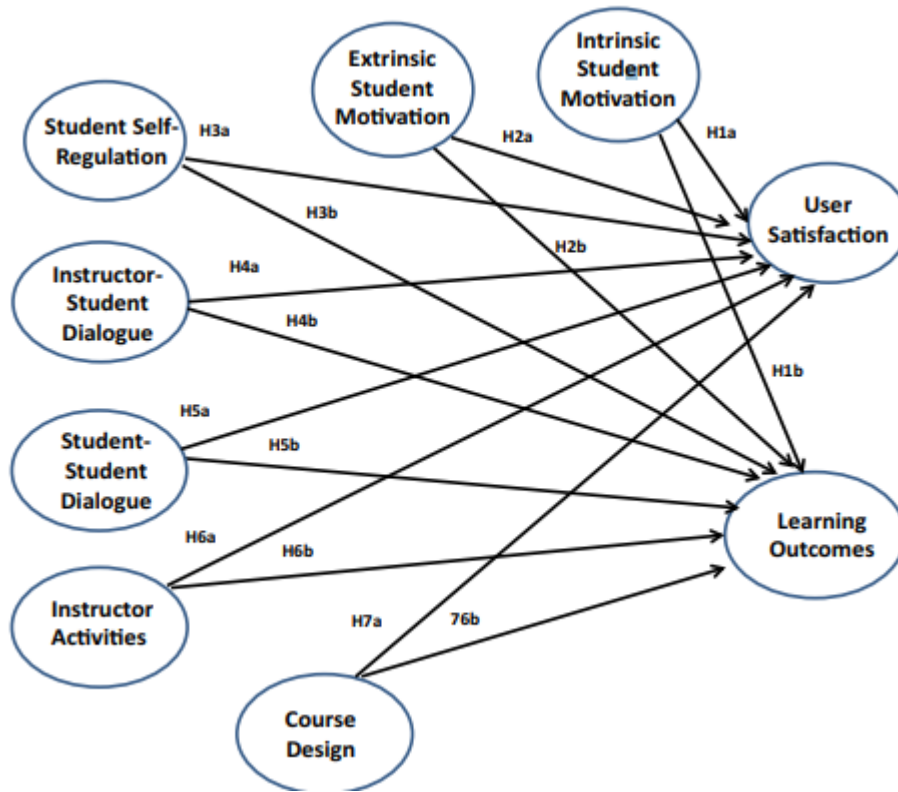 Intrinsic
Student
Motivation
Extrinsic
Student
Motivation
H1a
H2a
Student Self-
Regulation
H3a
User
Satisfaction
H3b
H2b
Instructor-
Student
Dialogue
H4a
H4b
H1b
Student-
Student
Dialogue
H5a
H5b
Learning
Outcomes
H6a
H6b
Instructor
Activities
H7a
76b
Course
Design